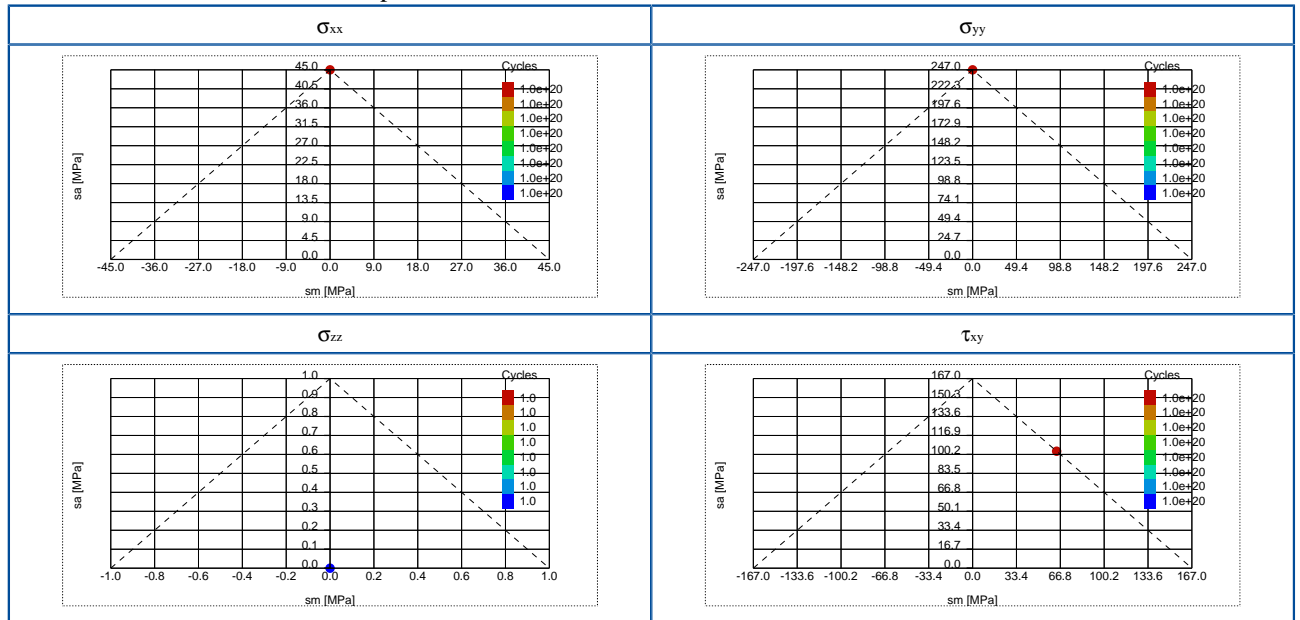 σxx
σyy
45.0
40.5
36.0
31.5
27.0
22.5
18.0
13.5
9.0
4.5
0.0
sa [MPa]
-45.0 -36.0 -27.0 -18.0 -9.0 0.0 9.0 18.0 27.0 36.0 45.0
sm [MPa]
Cycles
1.0e+20
1.0e+20
1.0e+20
1.0e+20
1.0e+20
1.0e+20
1.0e+20
1.0e+20
247.0
222.3
197.6
172.9
148.2
123.5
98.8
74.1
49.4
24.7
0.0
sa [MPa]
-247.0 -197.6 -148.2 -98.8 -49.4 0.0 49.4 98.8 148.2 197.6 247.0
sm [MPa]
Cycles
1.0e+20
1.0e+20
1.0e+20
1.0e+20
1.0e+20
1.0e+20
1.0e+20
1.0e+20
σzz
τxy
1.0
0.9
0.8
0.7
0.6
0.5
0.4
0.3
0.2
0.1
0.0
sa [MPa]
-1.0 -0.8 -0.6 -0.4 -0.2 0.0 0.2 0.4 0.6 0.8 1.0
sm [MPa]
Cycles
1.0
1.0
1.0
1.0
1.0
1.0
1.0
1.0
167.0
150.3
133.6
116.9
100.2
83.5
66.8
50.1
33.4
16.7
0.0
sa [MPa]
-167.0 -133.6 -100.2 -66.8 -33.4 0.0 33.4 66.8 100.2 133.6 167.0
sm [MPa]
Cycles
1.0e+20
1.0e+20
1.0e+20
1.0e+20
1.0e+20
1.0e+20
1.0e+20
1.0e+20